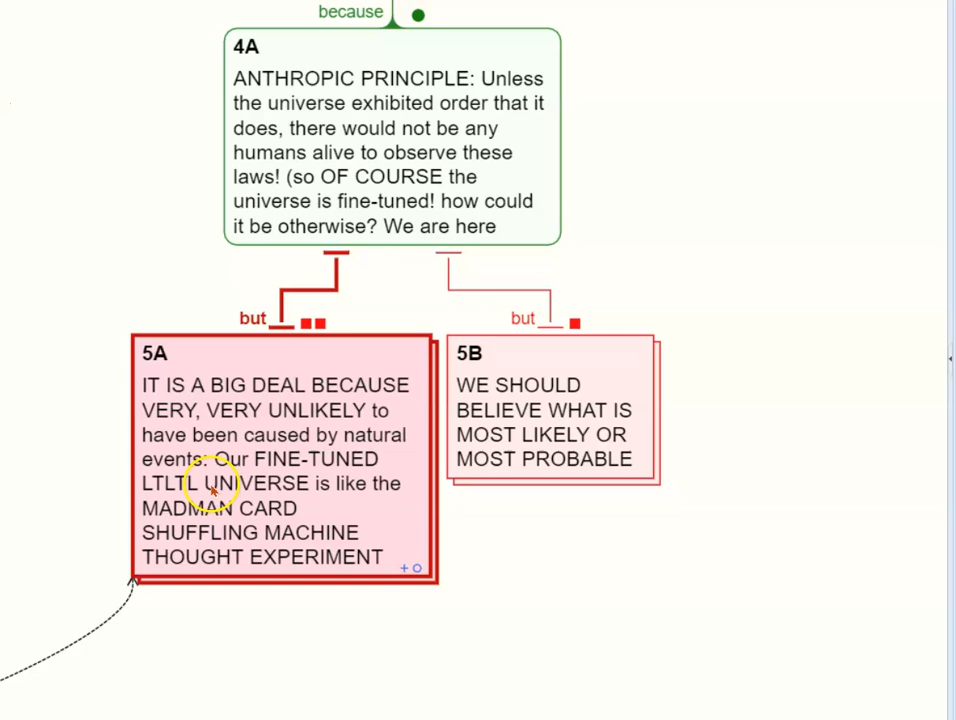 because
4A
ANTHROPIC PRINCIPLE: Unless
the universe exhibited order that it
does, there would not be any
humans alive to observe these
laws! (so OF COURSE the
universe is fine-tuned! how could
it be otherwise? We are here
but
but
5A
IT IS A BIG DEAL BECAUSE
VERY, VERY UNLIKELY to
have been caused by natural
events. Our FINE-TUNED
LTLTL UNIVERSE is like the
MADMAN CARD
SHUFFLING MACHINE
THOUGHT EXPERIMENT
5B
WE SHOULD
BELIEVE WHAT IS
MOST LIKELY OR
MOST PROBABLE